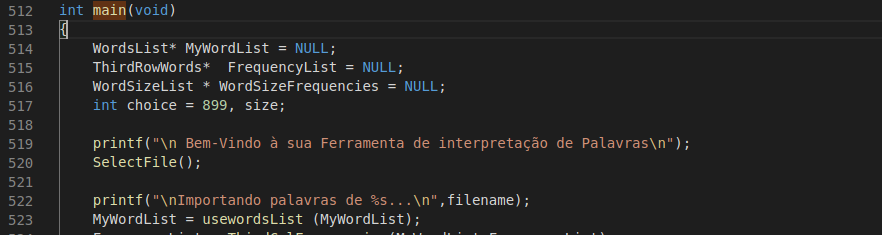 512 int main(void)
513 {
514 WordsList* MyWordList = NULL;
515 ThirdRowWords*  FrequencyList = NULL;
516 WordSizeList * WordSizeFrequencies = NULL;
517 int choice = 899, size;
518
519 printf("\n Bem-Vindo à sua Ferramenta de interpretação de Palavras\n");
520 SelectFile();
521
522 printf("\nImportando palavras de %s...\n",filename);
523 MyWordList = usewordsList (MyWordList);